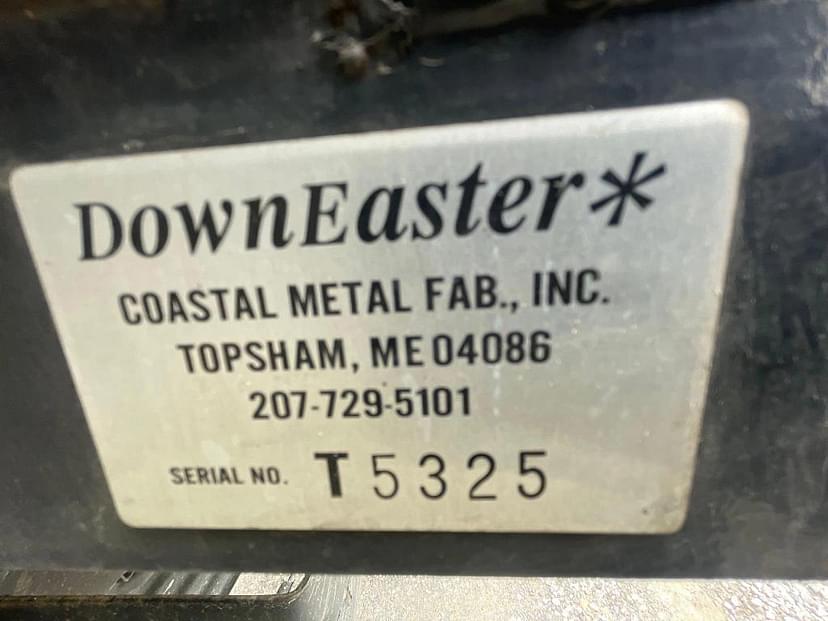 DownEaster*
COASTAL METAL FAB., INC.
TOPSHAM, ME 04086
207-729-5101
SERIAL NO. T5325